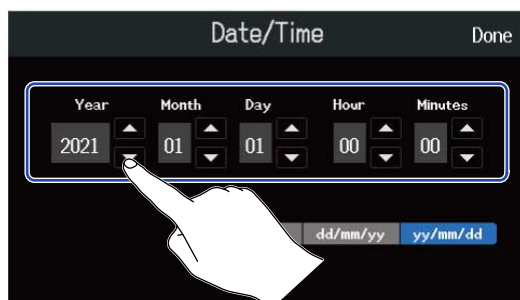 Date/Time Done
Year Month Day Hour Minutes
2021 01 01 00 00
dd/mm/yy yy/mm/dd